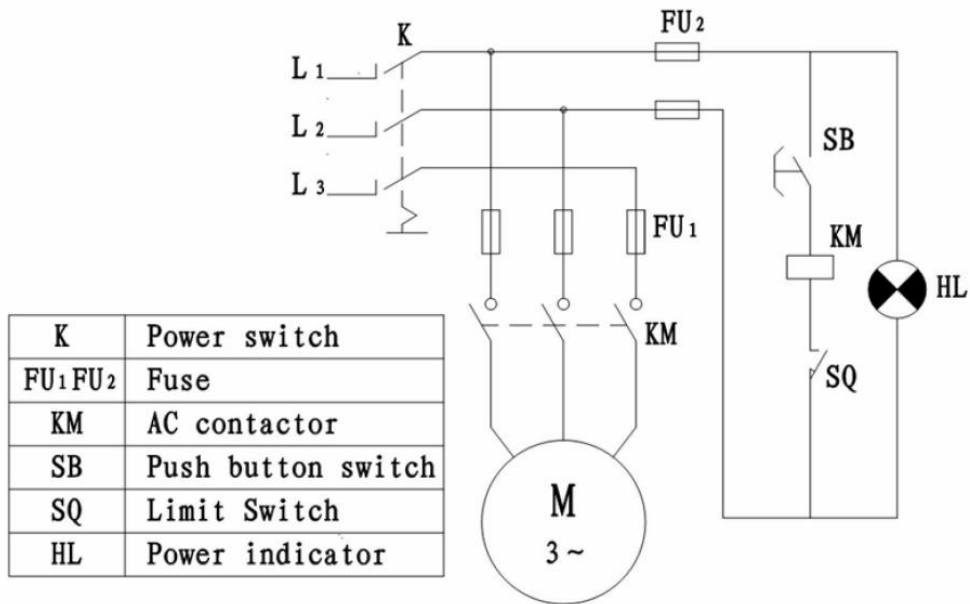 K
FU2
L1
L2
SB
L3
FU1
KM
HL
KM
SQ
M
3~
K Power switch
FU1FU2 Fuse
KM AC contactor
SB Push button switch
SQ Limit Switch
HL Power indicator